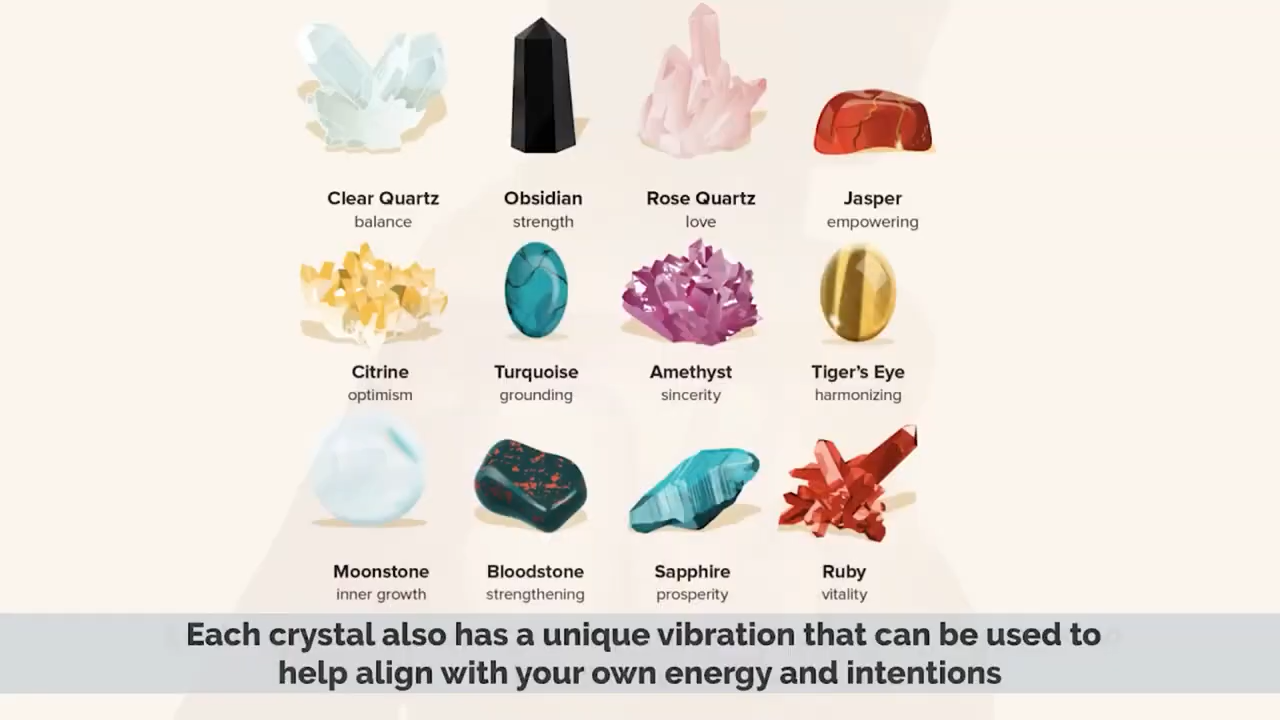 Clear Quartz
balance
Obsidian
strength
Rose Quartz
love
Jasper
empowering
Citrine
optimism
Turquoise
grounding
Amethyst
sincerity
Tiger's Eye
harmonizing
Moonstone
inner growth
Bloodstone
strengthening
Sapphire
prosperity
Ruby
vitality
Each crystal also has a unique vibration that can be used to
help align with your own energy and intentions